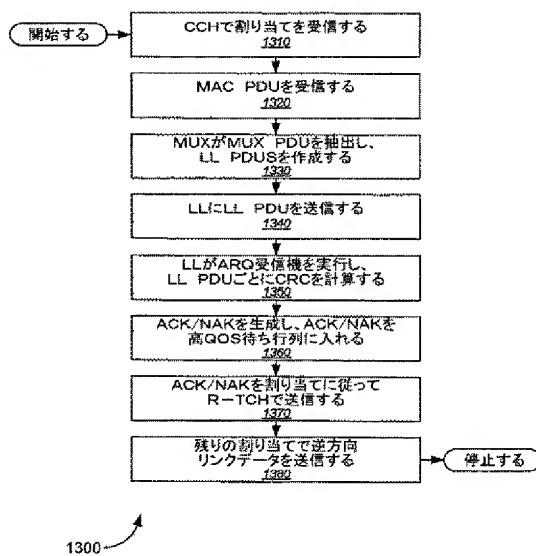 開始する
CCHで割り当てを受信する
1310
MAC PDUを受信する
1320
MUXがMUX PDUを抽出し、
LL PDUSを作成する
1330
LLにLL PDUを送信する
1340
LLがARQ受信機を実行し、
LL PDUごとにCRCを計算する
1350
ACK/NAKを生成し、ACK/NAKを
高QOS待ち行列に入れる
1360
ACK/NAKを割り当てに従って
R-TCHで送信する
1370
残りの割り当てで逆方向
リンクデータを送信する
1380
停止する
1300